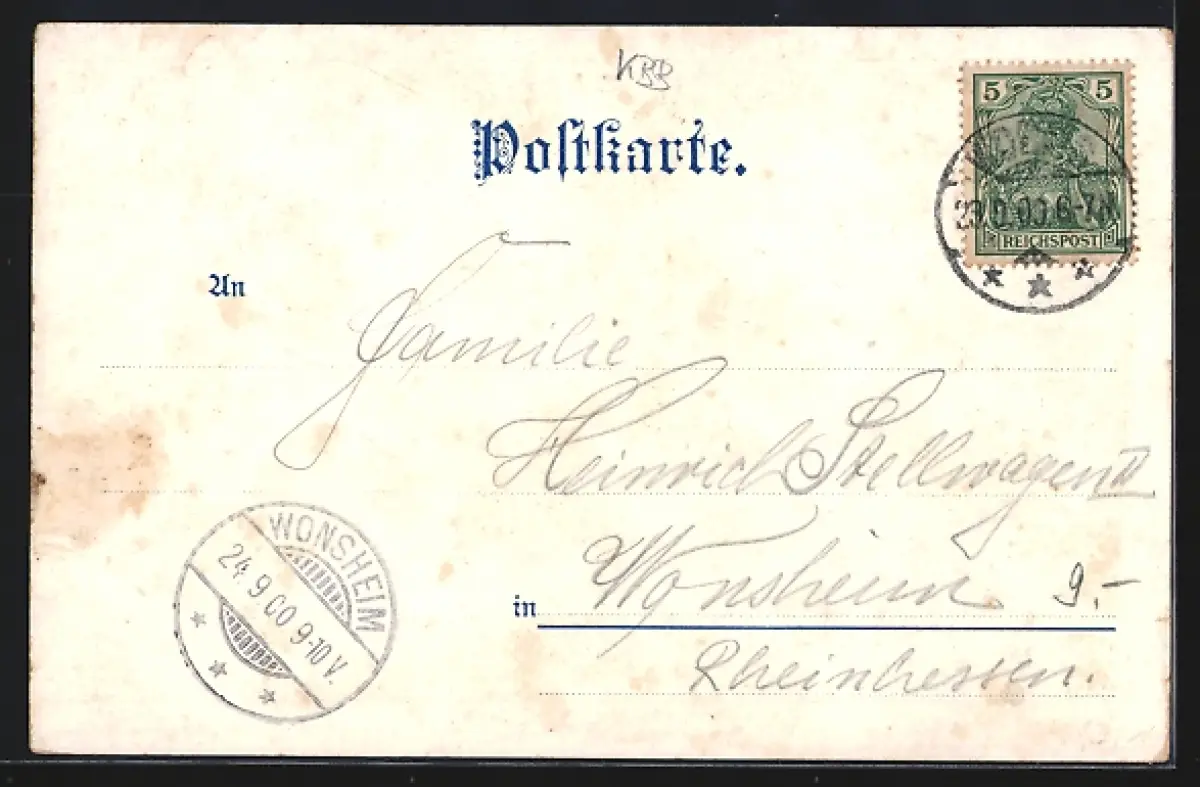 KBB
Postkarte.
5 5
REICHSPOST
An
Familie
Heinrich Stellwagen II
in Wonsheim 9.-
Rheinhessen.
WONSHEIM
24.9.00 9-10 V.